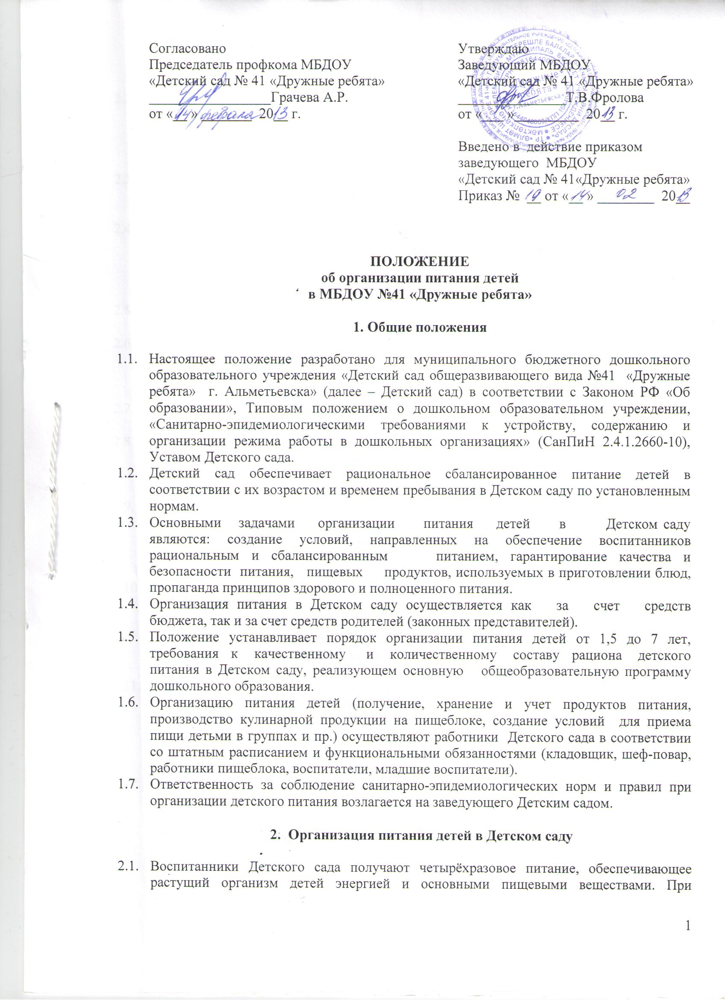 Согласовано
Председатель профкома МБДОУ
«Детский сад № 41 «Дружные ребята»
_________________Грачева А.Р.
от «14» февраля 2013 г.
Утверждаю
Заведующий МБДОУ
«Детский сад № 41 «Дружные ребята»
_______________Т.В.Фролова
от «___ »_________ 2013 г.
Введено в действие приказом
заведующего МБДОУ
«Детский сад № 41«Дружные ребята»
Приказ № 19 от «14» 02 2013
«Дружные
ребята»
г.Альметьевска»
ПОЛОЖЕНИЕ
об организации питания детей
в МБДОУ №41 «Дружные ребята»
1. Общие положения
1.1. Настоящее положение разработано для муниципального бюджетного дошкольного
образовательного учреждения «Детский сад общеразвивающего вида №41 «Дружные
ребята» г. Альметьевска» (далее – Детский сад) в соответствии с Законом РФ «Об
образовании», Типовым положением о дошкольном образовательном учреждении,
«Санитарно-эпидемиологическими требованиями к устройству, содержанию и
организации режима работы в дошкольных организациях» (СанПиН 2.4.1.2660-10),
Уставом Детского сада.
1.2. Детский сад обеспечивает рациональное сбалансированное питание детей в
соответствии с их возрастом и временем пребывания в Детском саду по установленным
нормам.
1.3. Основными задачами организации питания детей в Детском саду
являются: создание условий, направленных на обеспечение воспитанников
рациональным и сбалансированным питанием, гарантирование качества и
безопасности питания, пищевых продуктов, используемых в приготовлении блюд,
пропаганда принципов здорового и полноценного питания.
1.4. Организация питания в Детском саду осуществляется как за счет средств
бюджета, так и за счет средств родителей (законных представителей).
1.5. Положение устанавливает порядок организации питания детей от 1,5 до 7 лет,
требования к качественному и количественному составу рациона детского
питания в Детском саду, реализующем основную общеобразовательную программу
дошкольного образования.
1.6. Организацию питания детей (получение, хранение и учет продуктов питания,
производство кулинарной продукции на пищеблоке, создание условий для приема
пищи детьми в группах и пр.) осуществляют работники Детского сада в соответствии
со штатным расписанием и функциональными обязанностями (кладовщик, шеф-повар,
работники пищеблока, воспитатели, младшие воспитатели).
1.7. Ответственность за соблюдение санитарно-эпидемиологических норм и правил при
организации детского питания возлагается на заведующего Детским садом.
2. Организация питания детей в Детском саду
2.1. Воспитанники Детского сада получают четырёхразовое питание, обеспечивающее
растущий организм детей энергией и основными пищевыми веществами. При
1